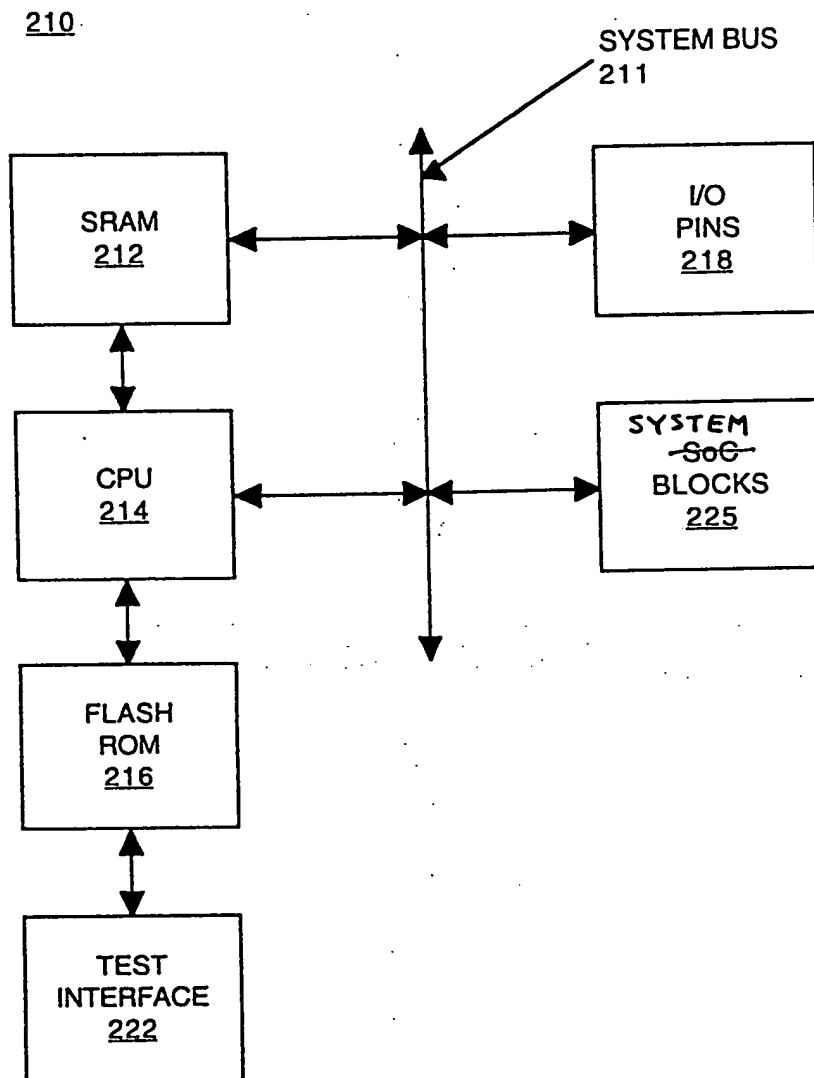 210
SYSTEM BUS
211
SRAM
212
I/O
PINS
218
CPU
214
SYSTEM
SoC
BLOCKS
225
FLASH
ROM
216
TEST
INTERFACE
222